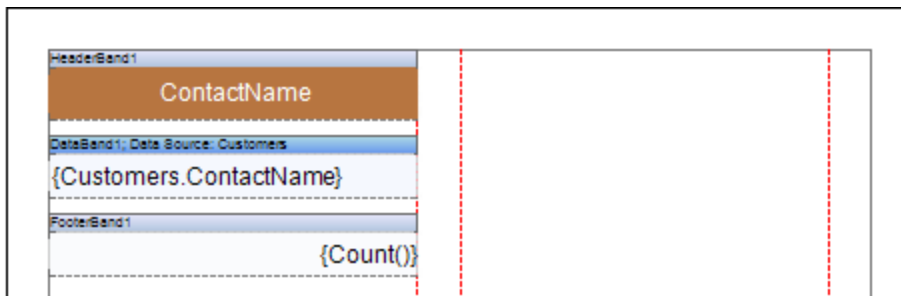 HeaderBand1
ContactName
DataBand1; Data Source: Customers
{Customers.ContactName}
FooterBand1
{Count()}